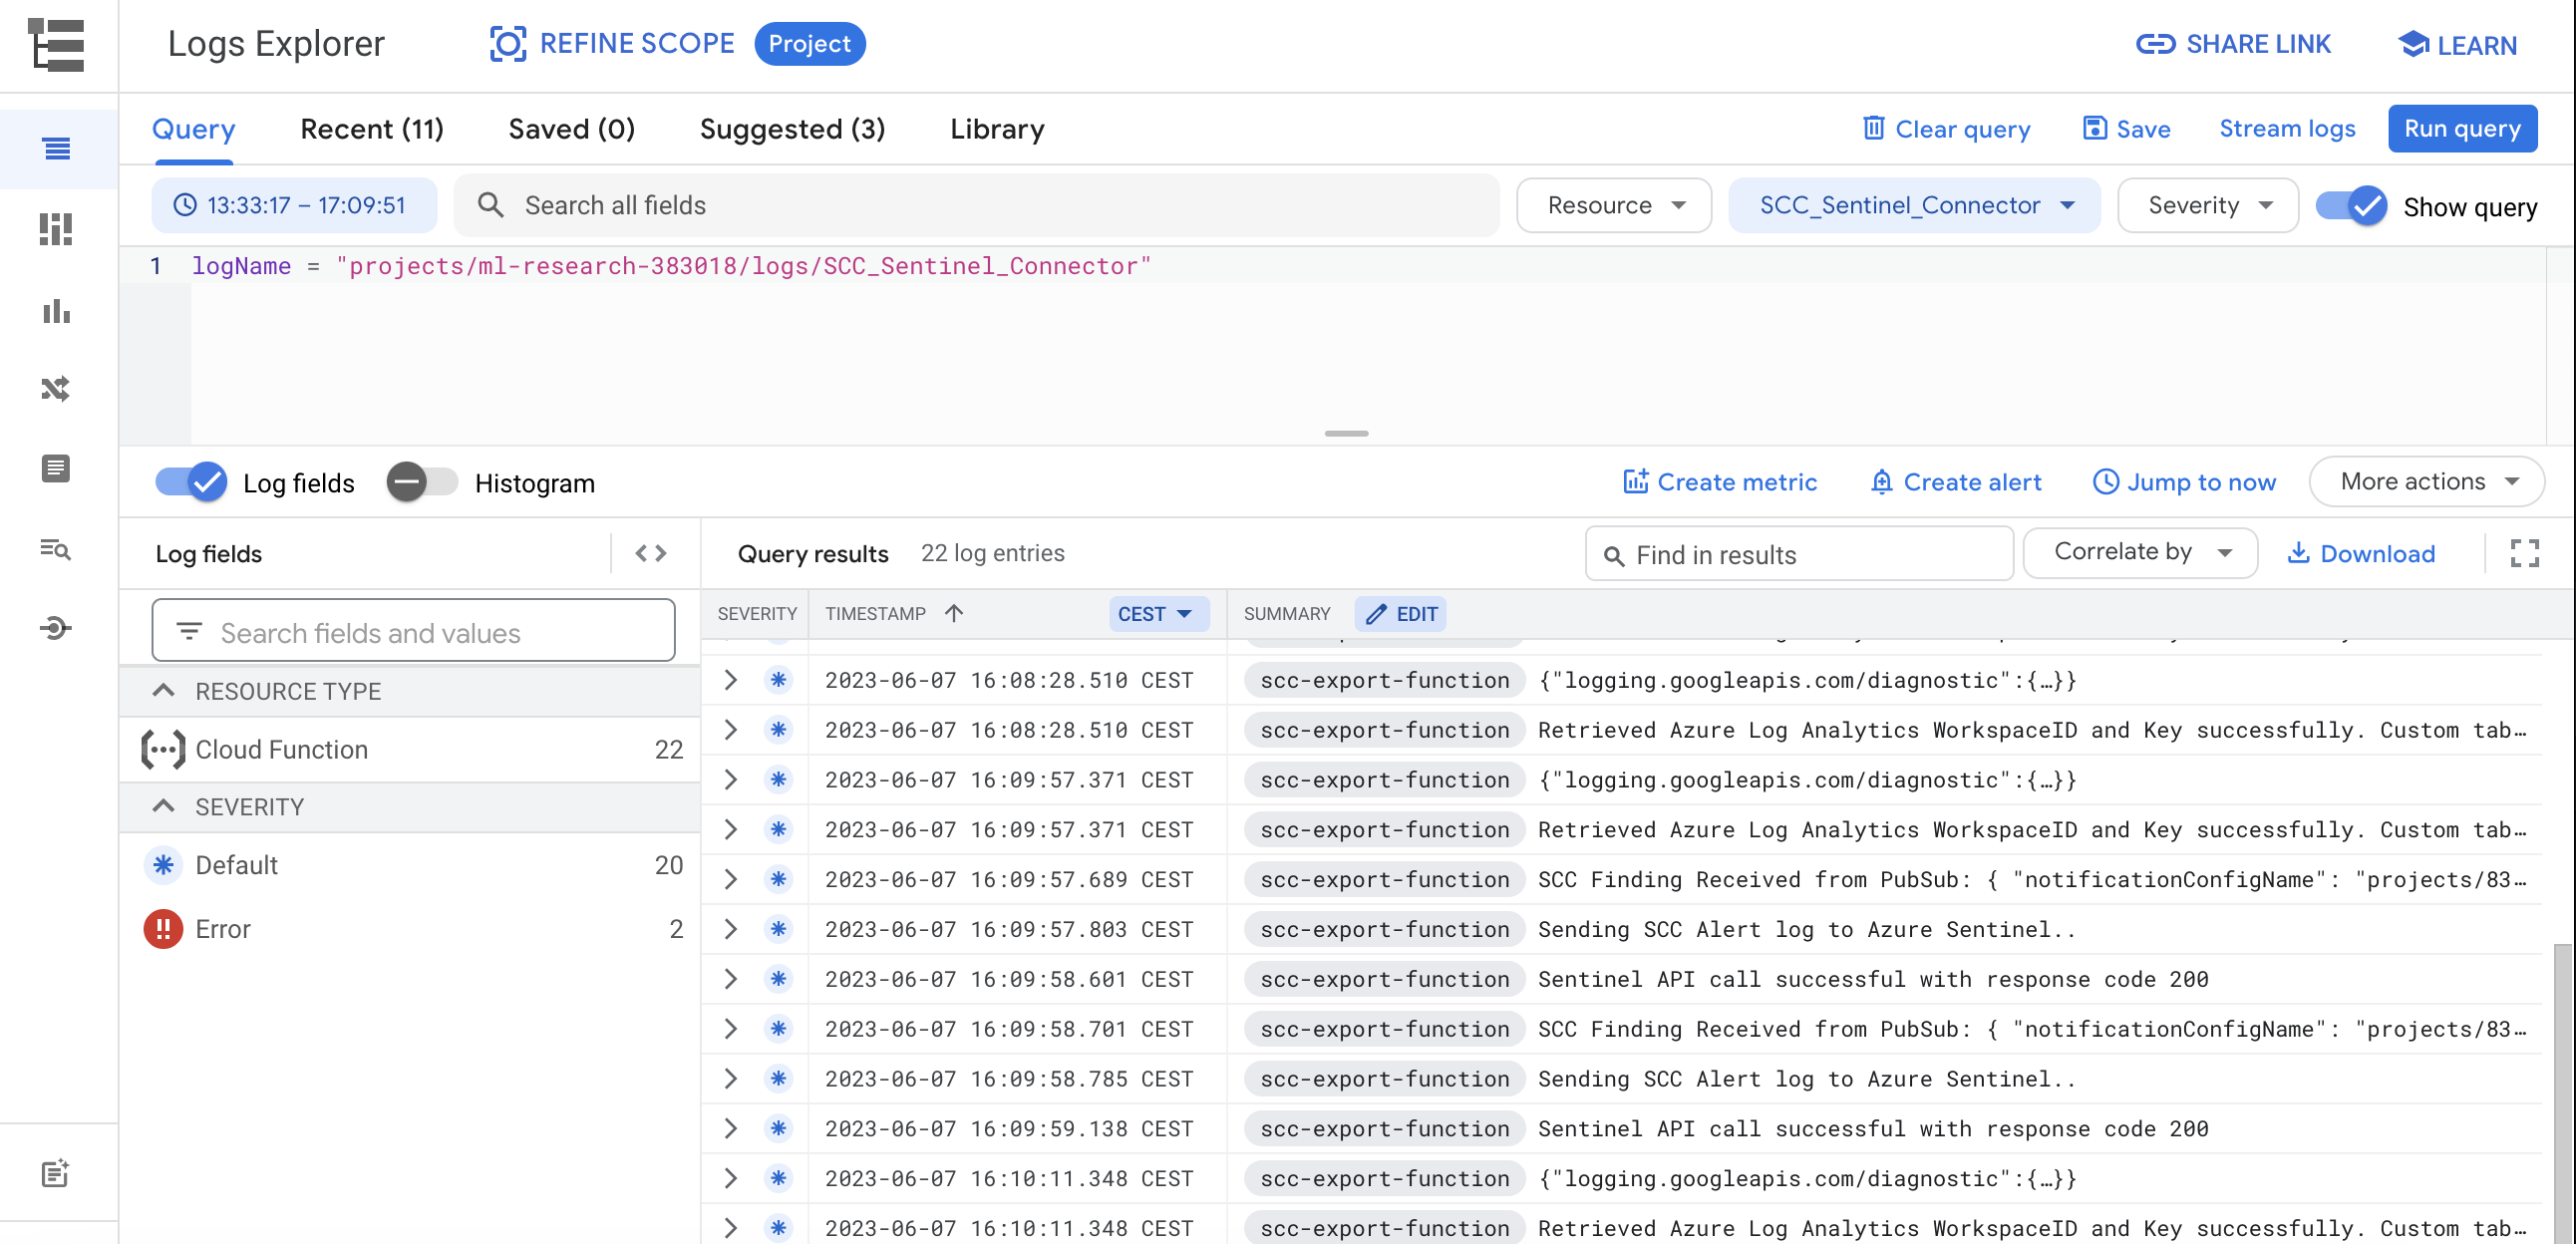 Logs Explorer REFINE SCOPE Project SHARE LINK LEARN
Query Recent (11) Saved (0) Suggested (3) Library Clear query Save Stream logs Run query
13:33:17 – 17:09:51 Search all fields Resource SCC_Sentinel_Connector Severity Show query
1 logName = "projects/ml-research-383018/logs/SCC_Sentinel_Connector"
Log fields Histogram Create metric Create alert Jump to now More actions
Log fields
Search fields and values
RESOURCE TYPE
Cloud Function 22
SEVERITY
Default 20
Error 2
Query results 22 log entries Find in results Correlate by Download
SEVERITY TIMESTAMP CEST SUMMARY EDIT
2023-06-07 16:08:28.510 CEST scc-export-function {"logging.googleapis.com/diagnostic":{…}}
2023-06-07 16:08:28.510 CEST scc-export-function Retrieved Azure Log Analytics WorkspaceID and Key successfully. Custom tab…
2023-06-07 16:09:57.371 CEST scc-export-function {"logging.googleapis.com/diagnostic":{…}}
2023-06-07 16:09:57.371 CEST scc-export-function Retrieved Azure Log Analytics WorkspaceID and Key successfully. Custom tab…
2023-06-07 16:09:57.689 CEST scc-export-function SCC Finding Received from PubSub: { "notificationConfigName": "projects/83…
2023-06-07 16:09:57.803 CEST scc-export-function Sending SCC Alert log to Azure Sentinel..
2023-06-07 16:09:58.601 CEST scc-export-function Sentinel API call successful with response code 200
2023-06-07 16:09:58.701 CEST scc-export-function SCC Finding Received from PubSub: { "notificationConfigName": "projects/83…
2023-06-07 16:09:58.785 CEST scc-export-function Sending SCC Alert log to Azure Sentinel..
2023-06-07 16:09:59.138 CEST scc-export-function Sentinel API call successful with response code 200
2023-06-07 16:10:11.348 CEST scc-export-function {"logging.googleapis.com/diagnostic":{…}}
2023-06-07 16:10:11.348 CEST scc-export-function Retrieved Azure Log Analytics WorkspaceID and Key successfully. Custom tab…